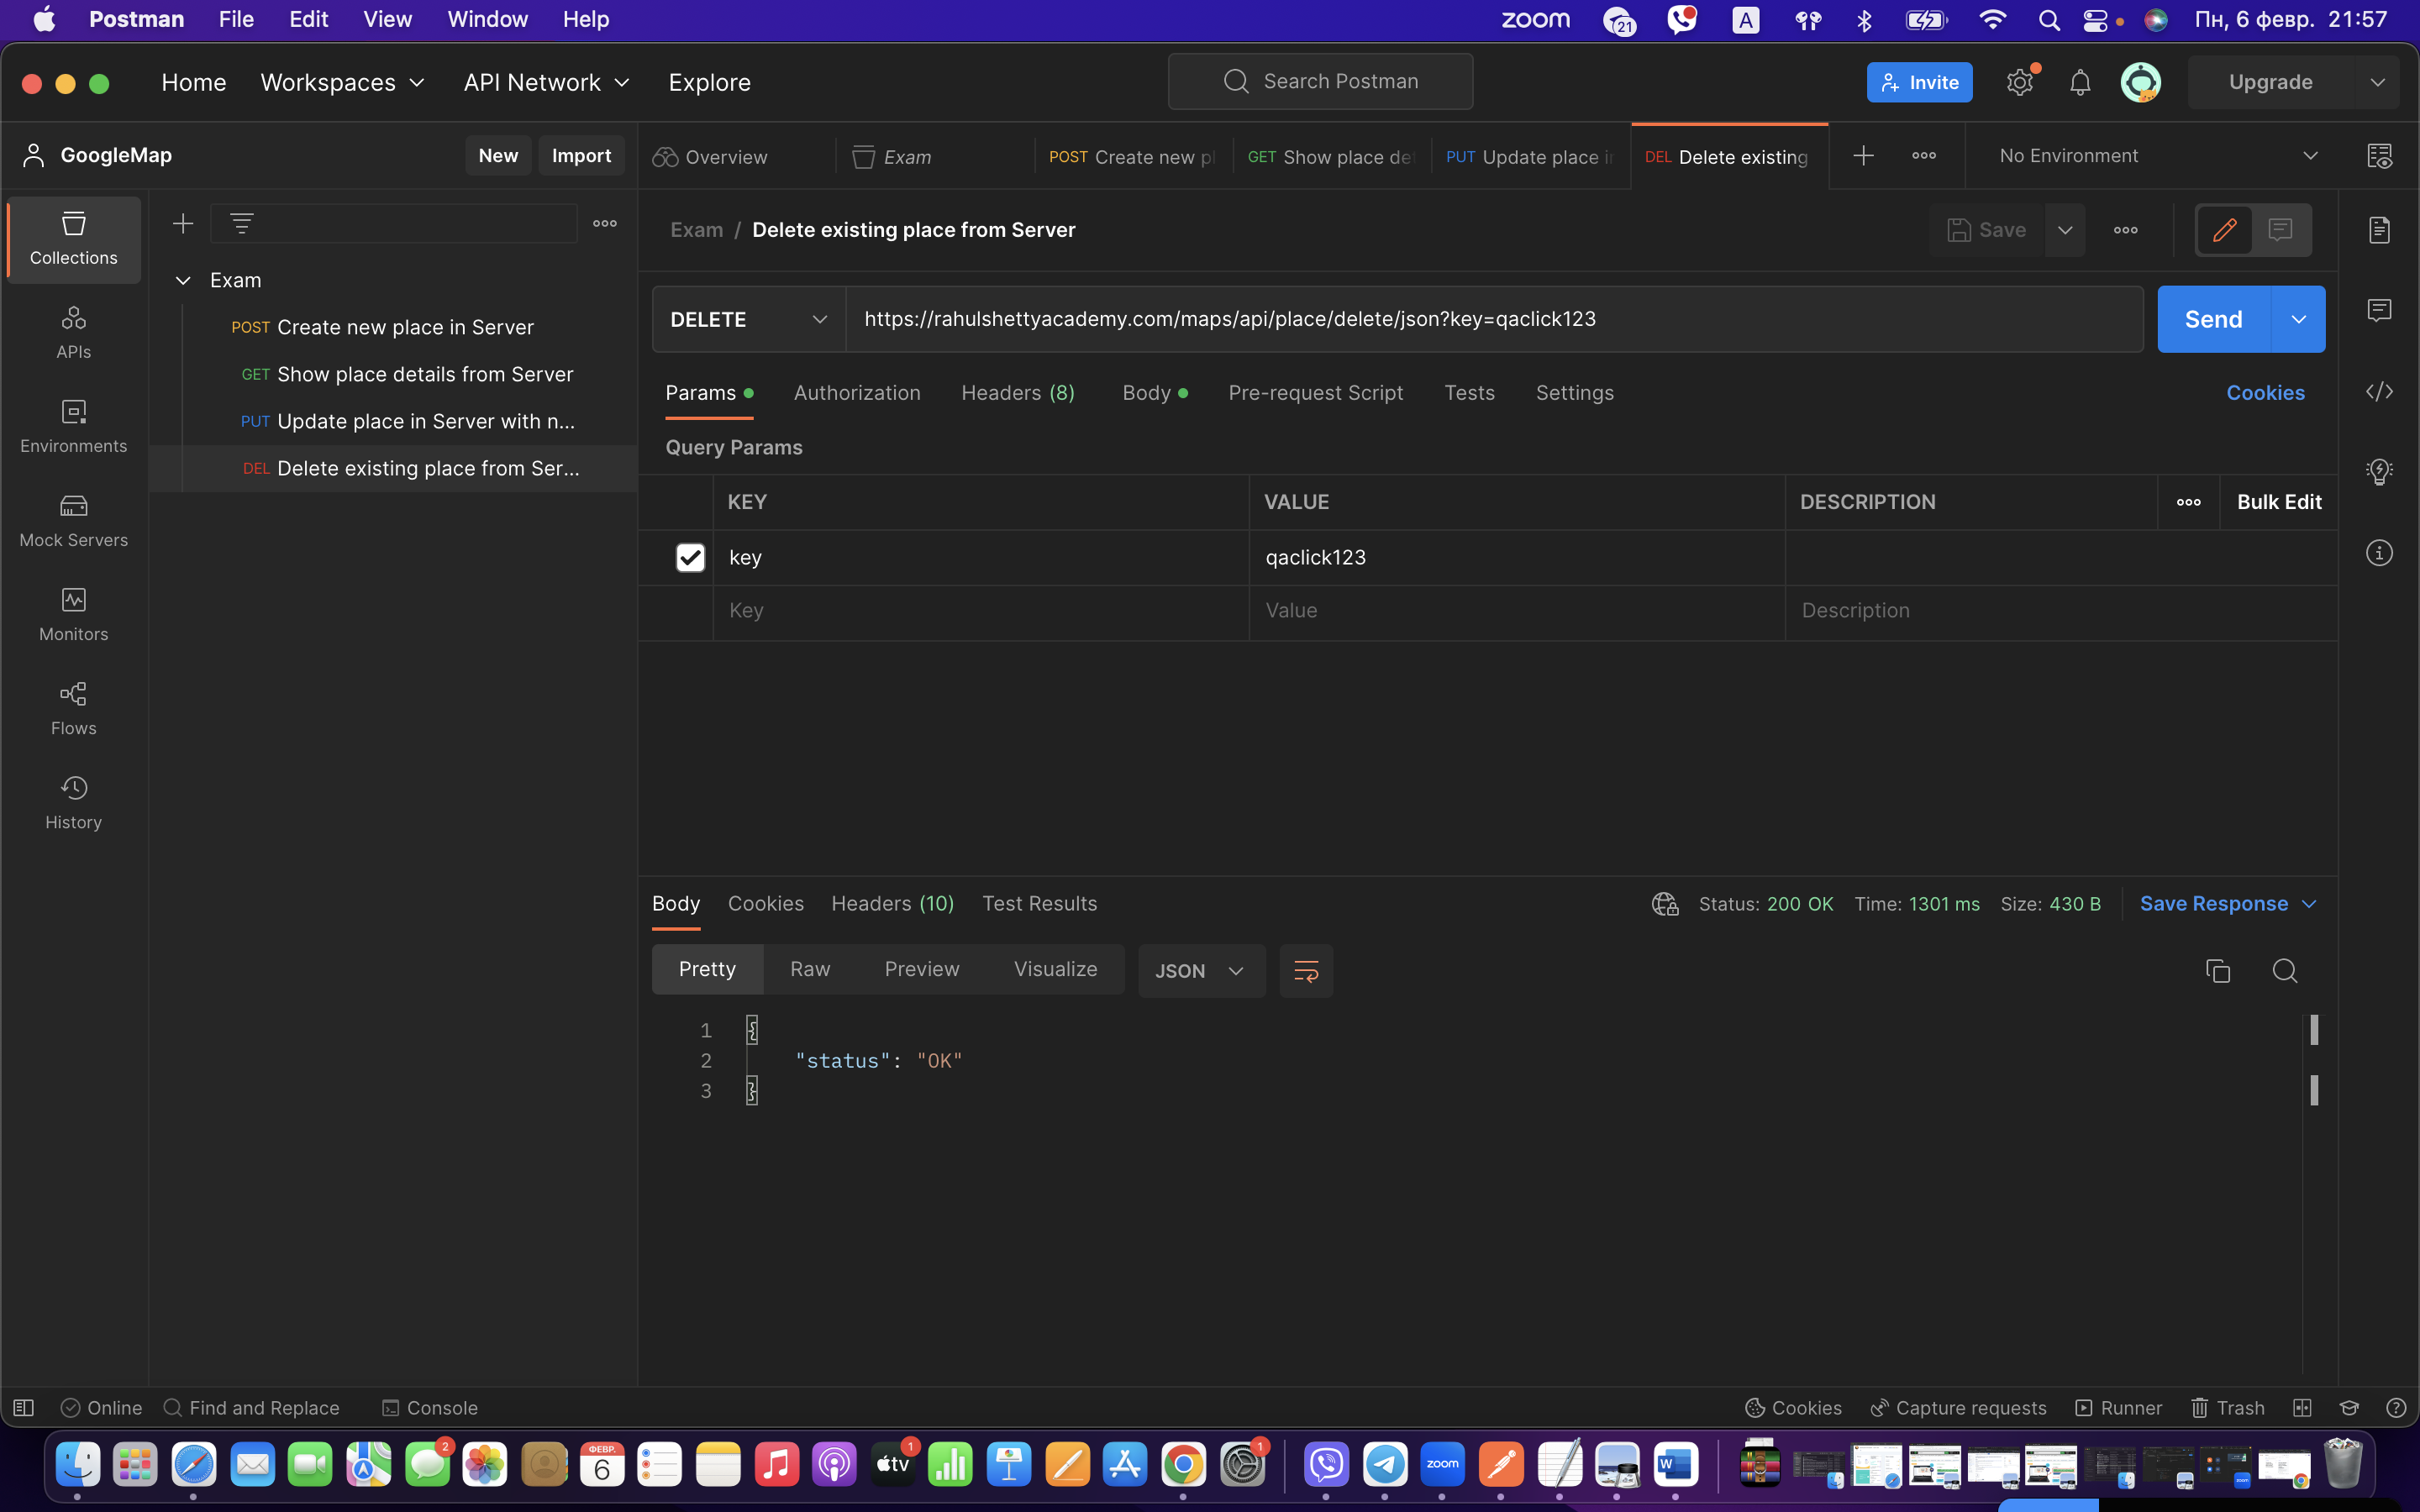 Postman File Edit View Window Help zoom 21 A Пн, 6 февр. 21:57
Home Workspaces API Network Explore Search Postman Invite Upgrade
GoogleMap New Import Overview Exam POST Create new pl GET Show place det PUT Update place in DEL Delete existing No Environment
Exam / Delete existing place from Server Save
Collections
APIs
Environments
Mock Servers
Monitors
Flows
History
Exam
POST Create new place in Server
GET Show place details from Server
PUT Update place in Server with n...
DEL Delete existing place from Ser...
DELETE https://rahulshettyacademy.com/maps/api/place/delete/json?key=qaclick123 Send
Params Authorization Headers (8) Body Pre-request Script Tests Settings Cookies
Query Params
KEY VALUE DESCRIPTION Bulk Edit
key qaclick123
Key Value Description
Body Cookies Headers (10) Test Results Status: 200 OK Time: 1301 ms Size: 430 B Save Response
Pretty Raw Preview Visualize JSON
1 {
2 "status": "OK"
3 }
Online Find and Replace Console Cookies Capture requests Runner Trash
2 ФЕВР. 6 tv 1 1 zoom W